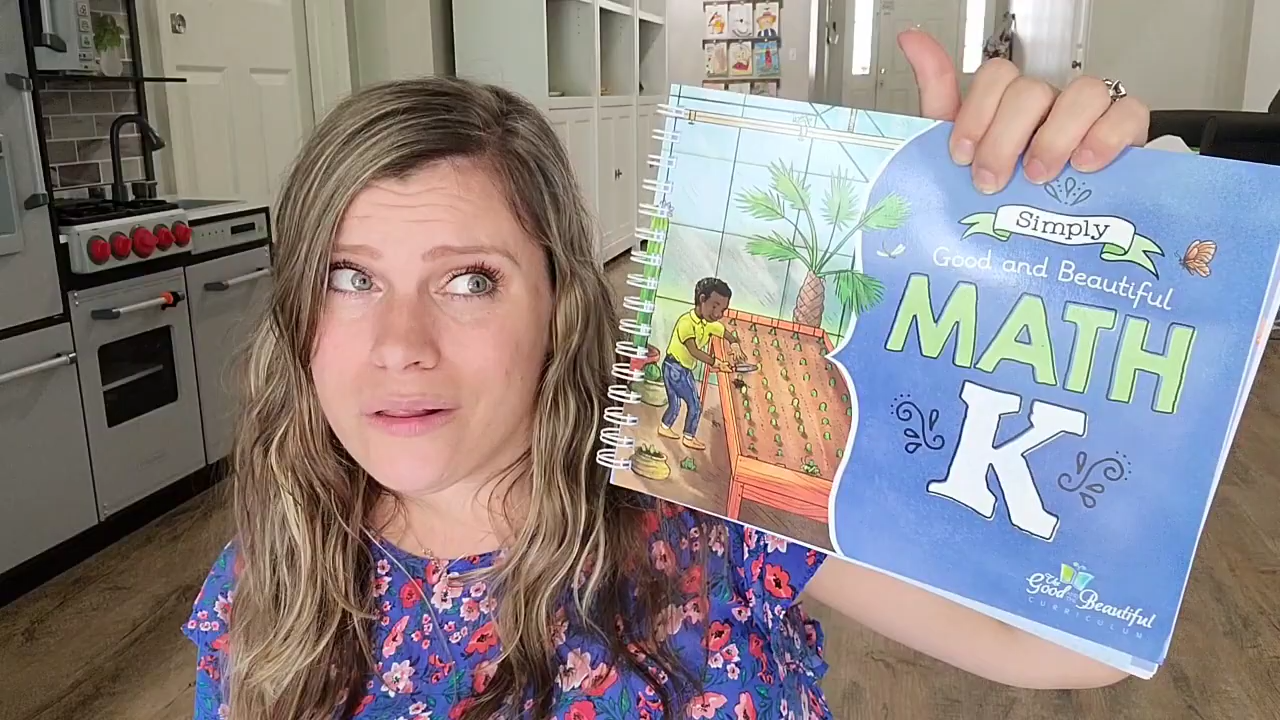 Simply
Good and Beautiful
MATH
K
The
Good and the
Beautiful
CURRICULUM